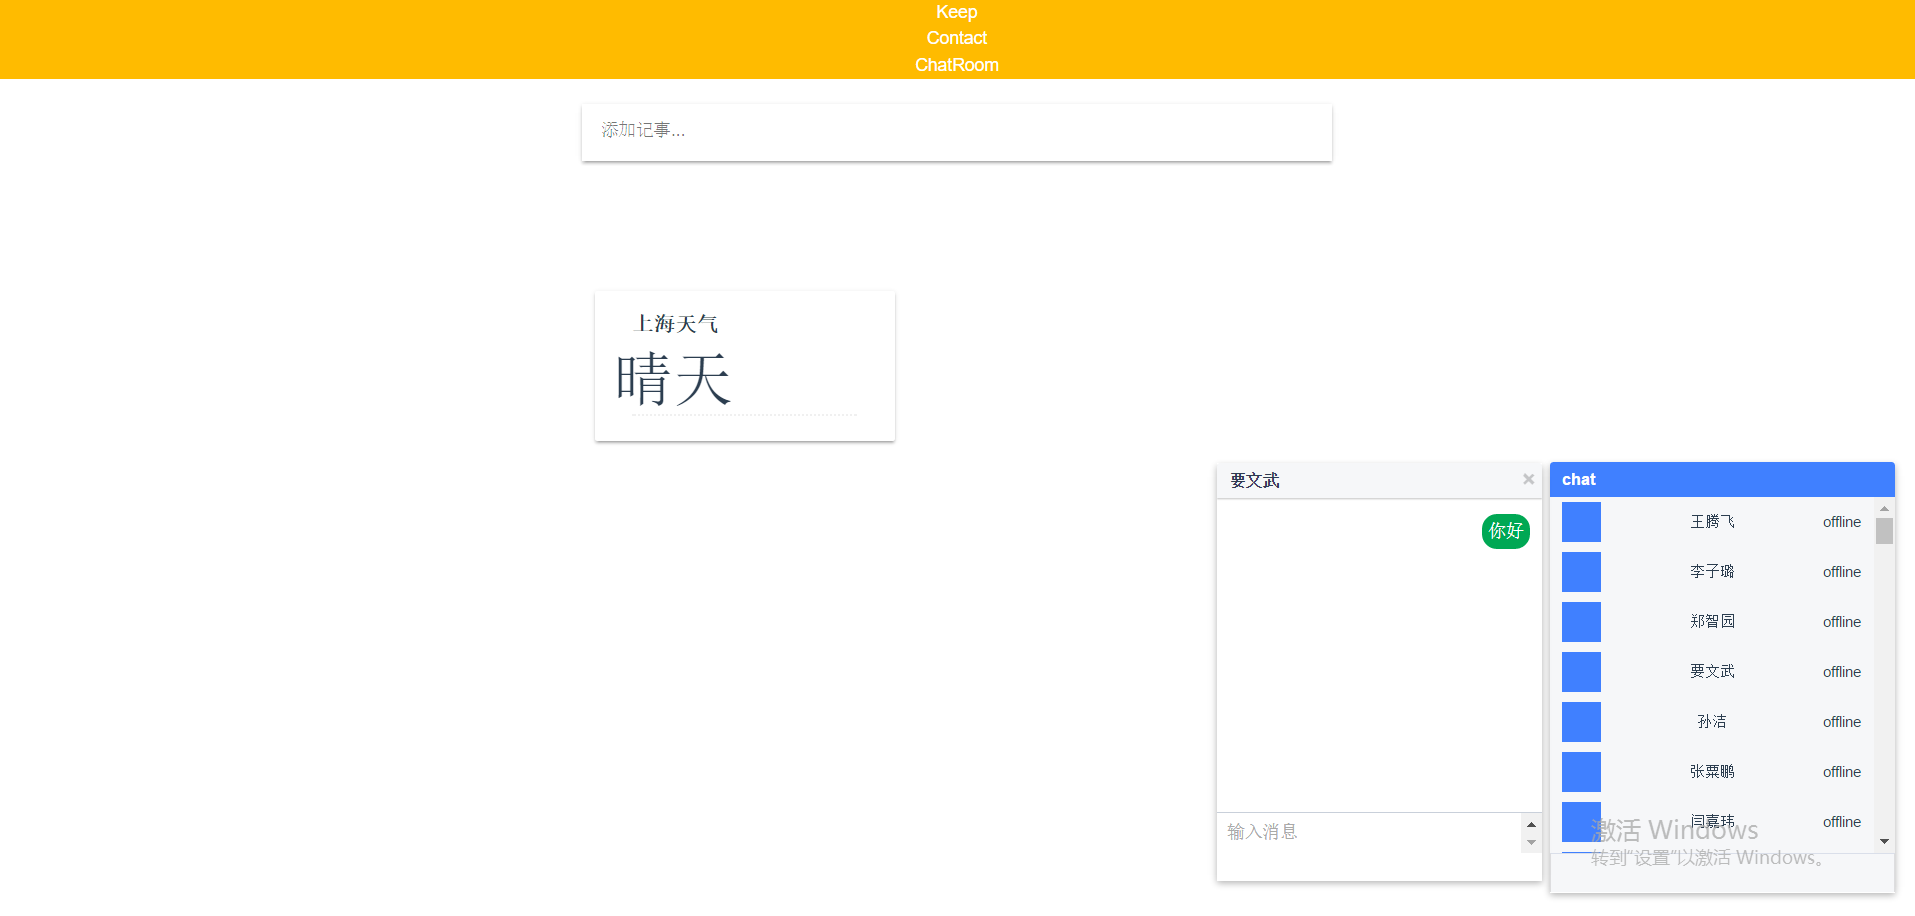 Keep
Contact
ChatRoom
添加记事...
上海天气
晴天
要文武 ×
你好
输入消息
chat
王腾飞 offline
李子璐 offline
郑智园 offline
要文武 offline
孙洁 offline
张粟鹏 offline
闫嘉玮 offline
激活 Windows
转到"设置"以激活 Windows。